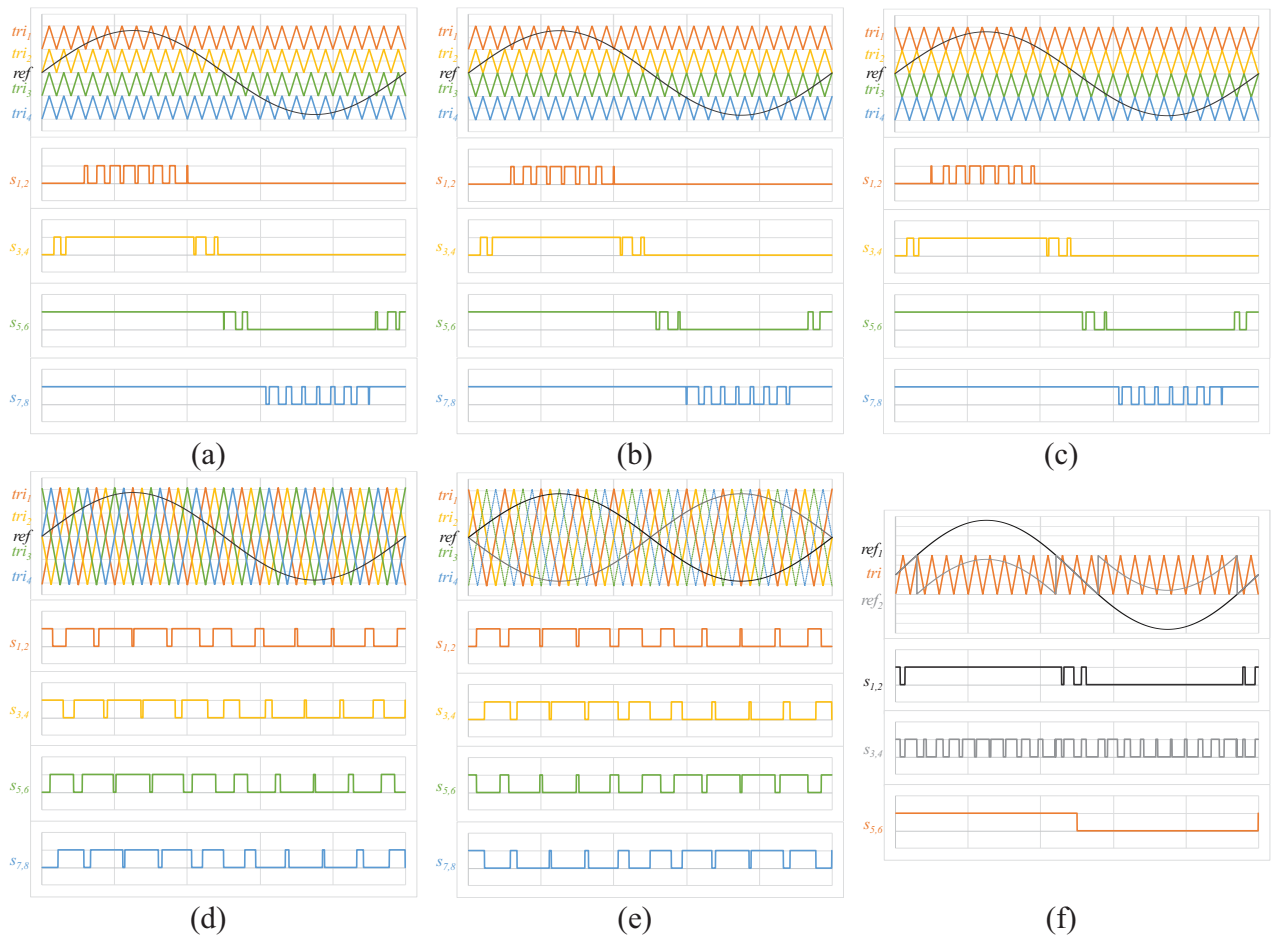 tri1
tri2
ref
tri3
tri4
s1,2
s3,4
s5,6
s7,8
(a)
tri1
tri2
ref
tri3
tri4
s1,2
s3,4
s5,6
s7,8
(b)
tri1
tri2
ref
tri3
tri4
s1,2
s3,4
s5,6
s7,8
(c)
tri1
tri2
ref
tri3
tri4
s1,2
s3,4
s5,6
s7,8
(d)
tri1
tri2
ref
tri3
tri4
s1,2
s3,4
s5,6
s7,8
(e)
ref1
tri
ref2
s1,2
s3,4
s5,6
(f)